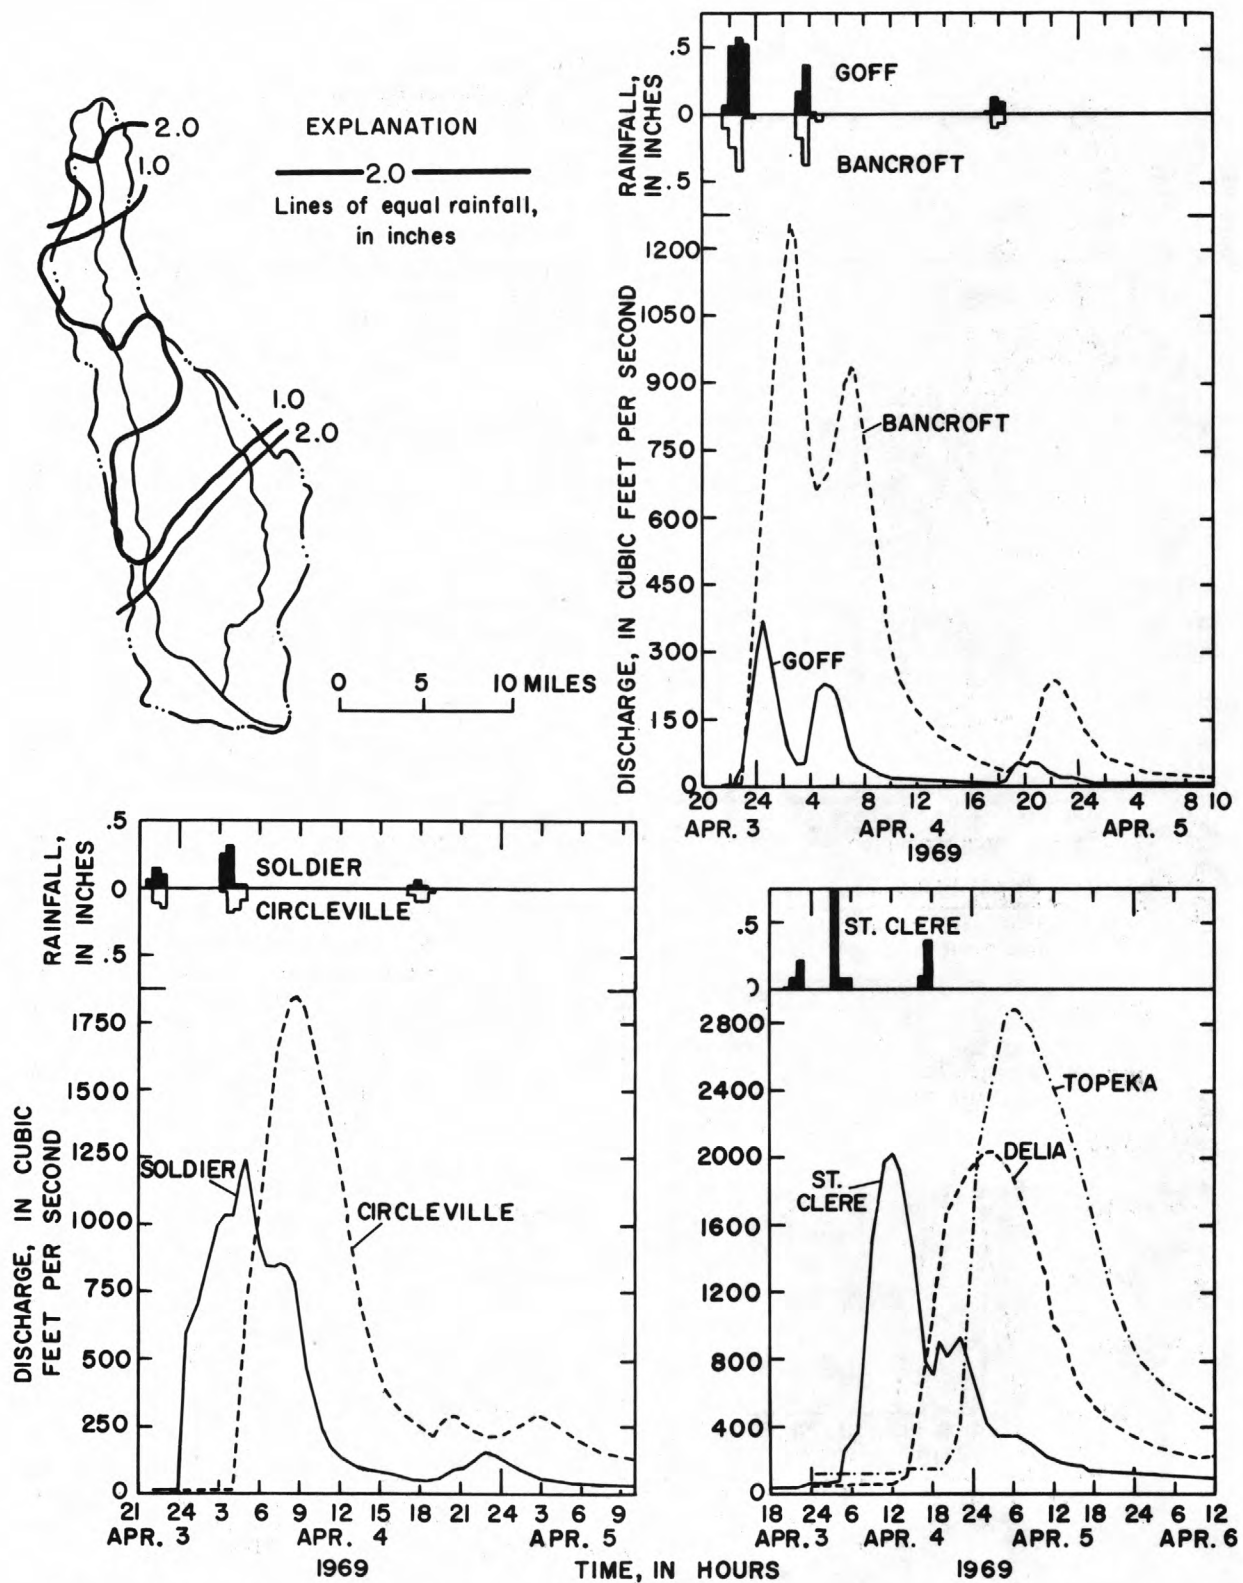 2.0
1.0
EXPLANATION
2.0
Lines of equal rainfall,
in inches
1.0
2.0
0 5 10 MILES
RAINFALL,
IN INCHES
.5
0
.5
GOFF
BANCROFT
DISCHARGE, IN CUBIC FEET PER SECOND
1200
1050
900
750
600
450
300
150
0
BANCROFT
GOFF
20 24 4 8 12 16 20 24 4 8 10
APR. 3 APR. 4 APR. 5
1969
RAINFALL,
IN INCHES
.5
0
.5
SOLDIER
CIRCLEVILLE
DISCHARGE, IN CUBIC
FEET PER SECOND
1750
1500
1250
1000
750
500
250
0
SOLDIER
CIRCLEVILLE
21 24 3 6 9 12 15 18 21 24 3 6 9
APR. 3 APR. 4 APR. 5
1969
.5
0
ST. CLERE
2800
2400
2000
1600
1200
800
400
0
TOPEKA
DELIA
ST.
CLERE
18 24 6 12 18 24 6 12 18 24 6 12
APR. 3 APR. 4 APR. 5 APR. 6
1969
TIME, IN HOURS